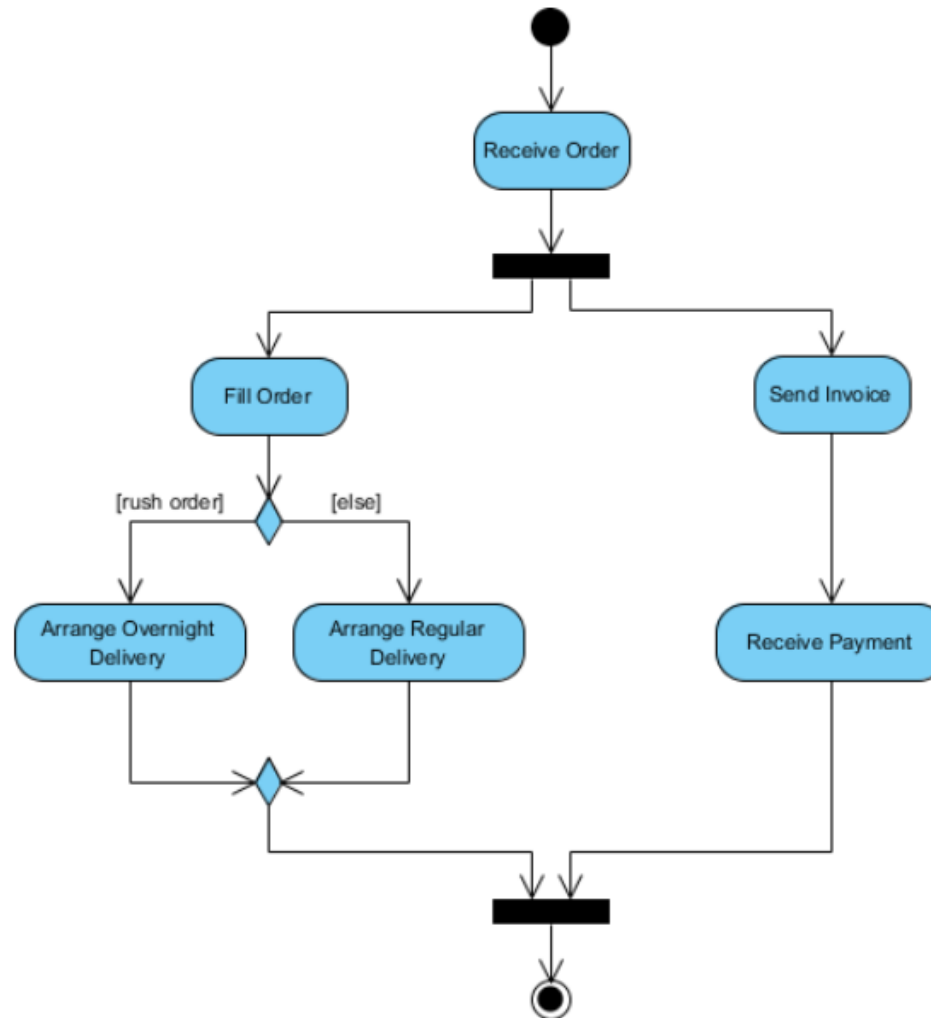 Receive Order
Fill Order
Send Invoice
[rush order]
[else]
Arrange Overnight
Delivery
Arrange Regular
Delivery
Receive Payment